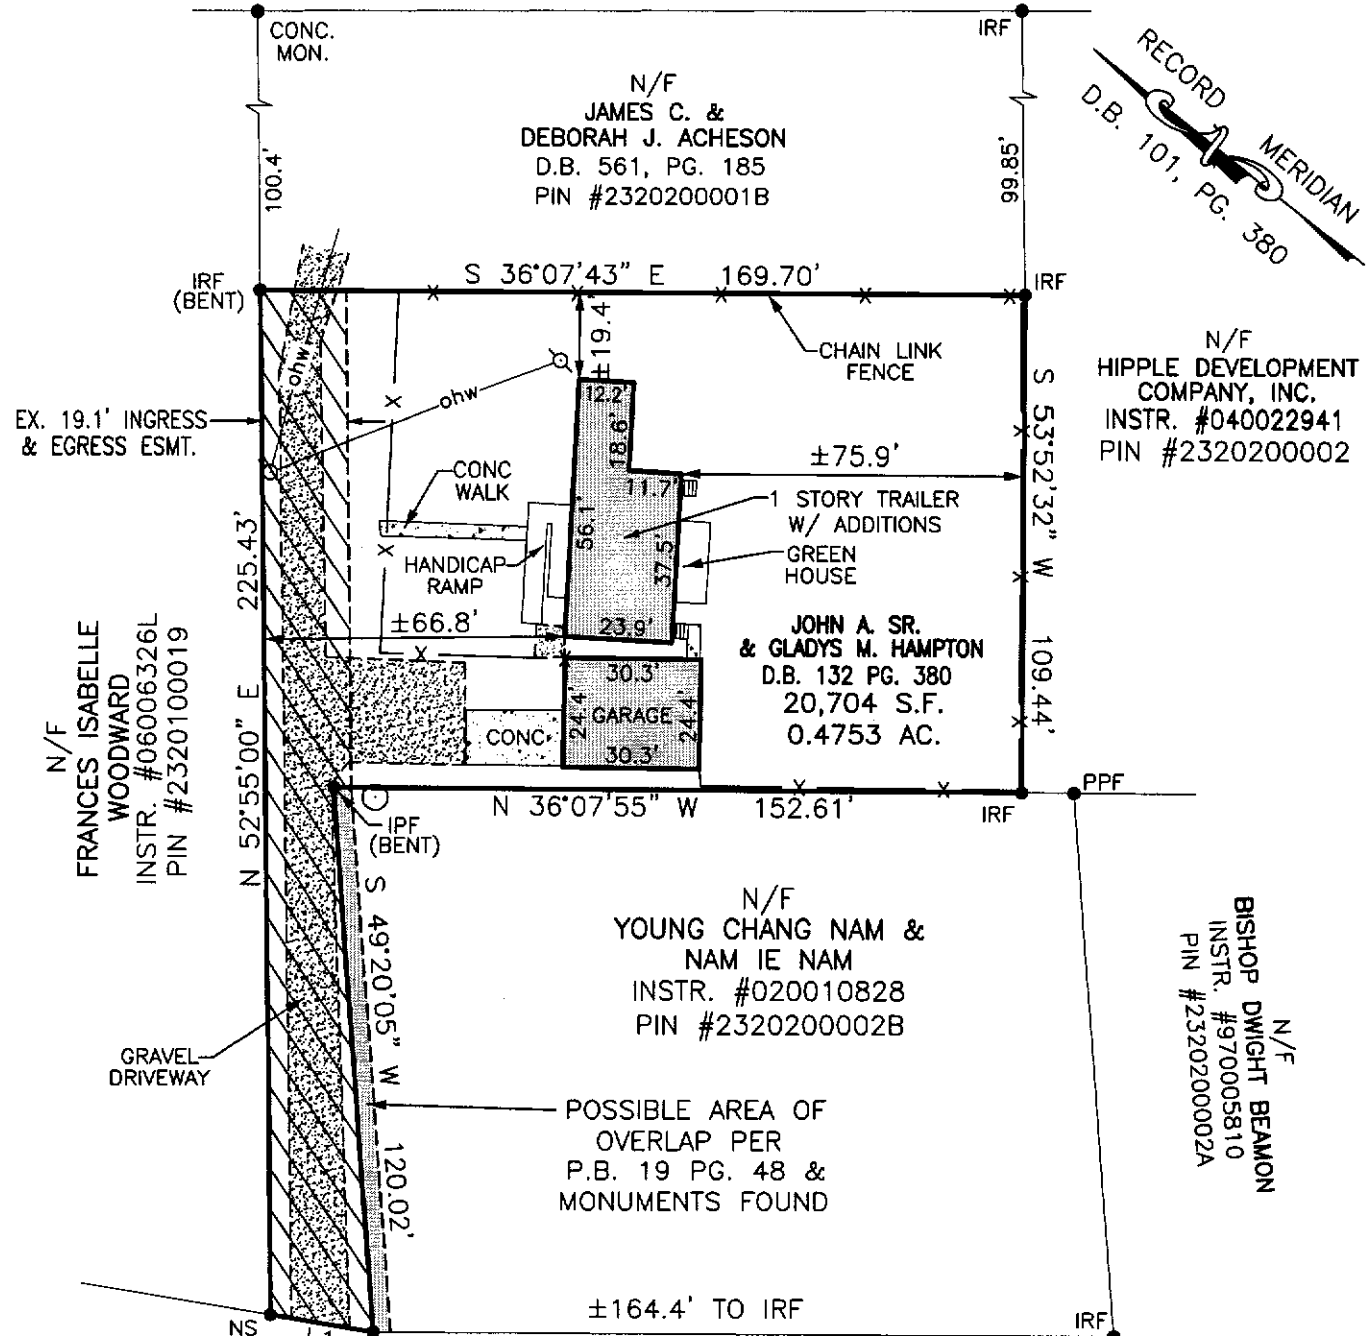 CONC.
MON.
IRF
RECORD
MERIDIAN
D.B. 101, PG. 380
N/F
JAMES C. &
DEBORAH J. ACHESON
D.B. 561, PG. 185
PIN #2320200001B
100.4'
99.85'
IRF
(BENT)
S 36°07'43" E 169.70'
IRF
±19.4'
CHAIN LINK
FENCE
N/F
HIPPLE DEVELOPMENT
COMPANY, INC.
INSTR. #040022941
PIN #2320200002
ohw
ohw
12.2'
18.6'
EX. 19.1' INGRESS
& EGRESS ESMT.
S 53°52'32" W 109.44'
±75.9'
CONC
WALK
11.7'
1 STORY TRAILER
W/ ADDITIONS
56.1'
37.5'
HANDICAP
RAMP
GREEN
HOUSE
±66.8'
23.9'
JOHN A. SR.
& GLADYS M. HAMPTON
D.B. 132 PG. 380
20,704 S.F.
0.4753 AC.
N 52°55'00" E 225.43'
N/F
FRANCES ISABELLE
WOODWARD
INSTR. #06006326L
PIN #2320100019
30.3'
24.4'
GARAGE
24.4'
30.3'
CONC.
N 36°07'55" W 152.61'
IRF
PPF
IPF
(BENT)
S 49°20'05" W 120.02'
N/F
YOUNG CHANG NAM &
NAM IE NAM
INSTR. #020010828
PIN #2320200002B
N/F
BISHOP DWIGHT BEAMON
INSTR. #970005810
PIN #2320200002A
GRAVEL
DRIVEWAY
POSSIBLE AREA OF
OVERLAP PER
P.B. 19 PG. 48 &
MONUMENTS FOUND
±164.4' TO IRF
IRF
NS